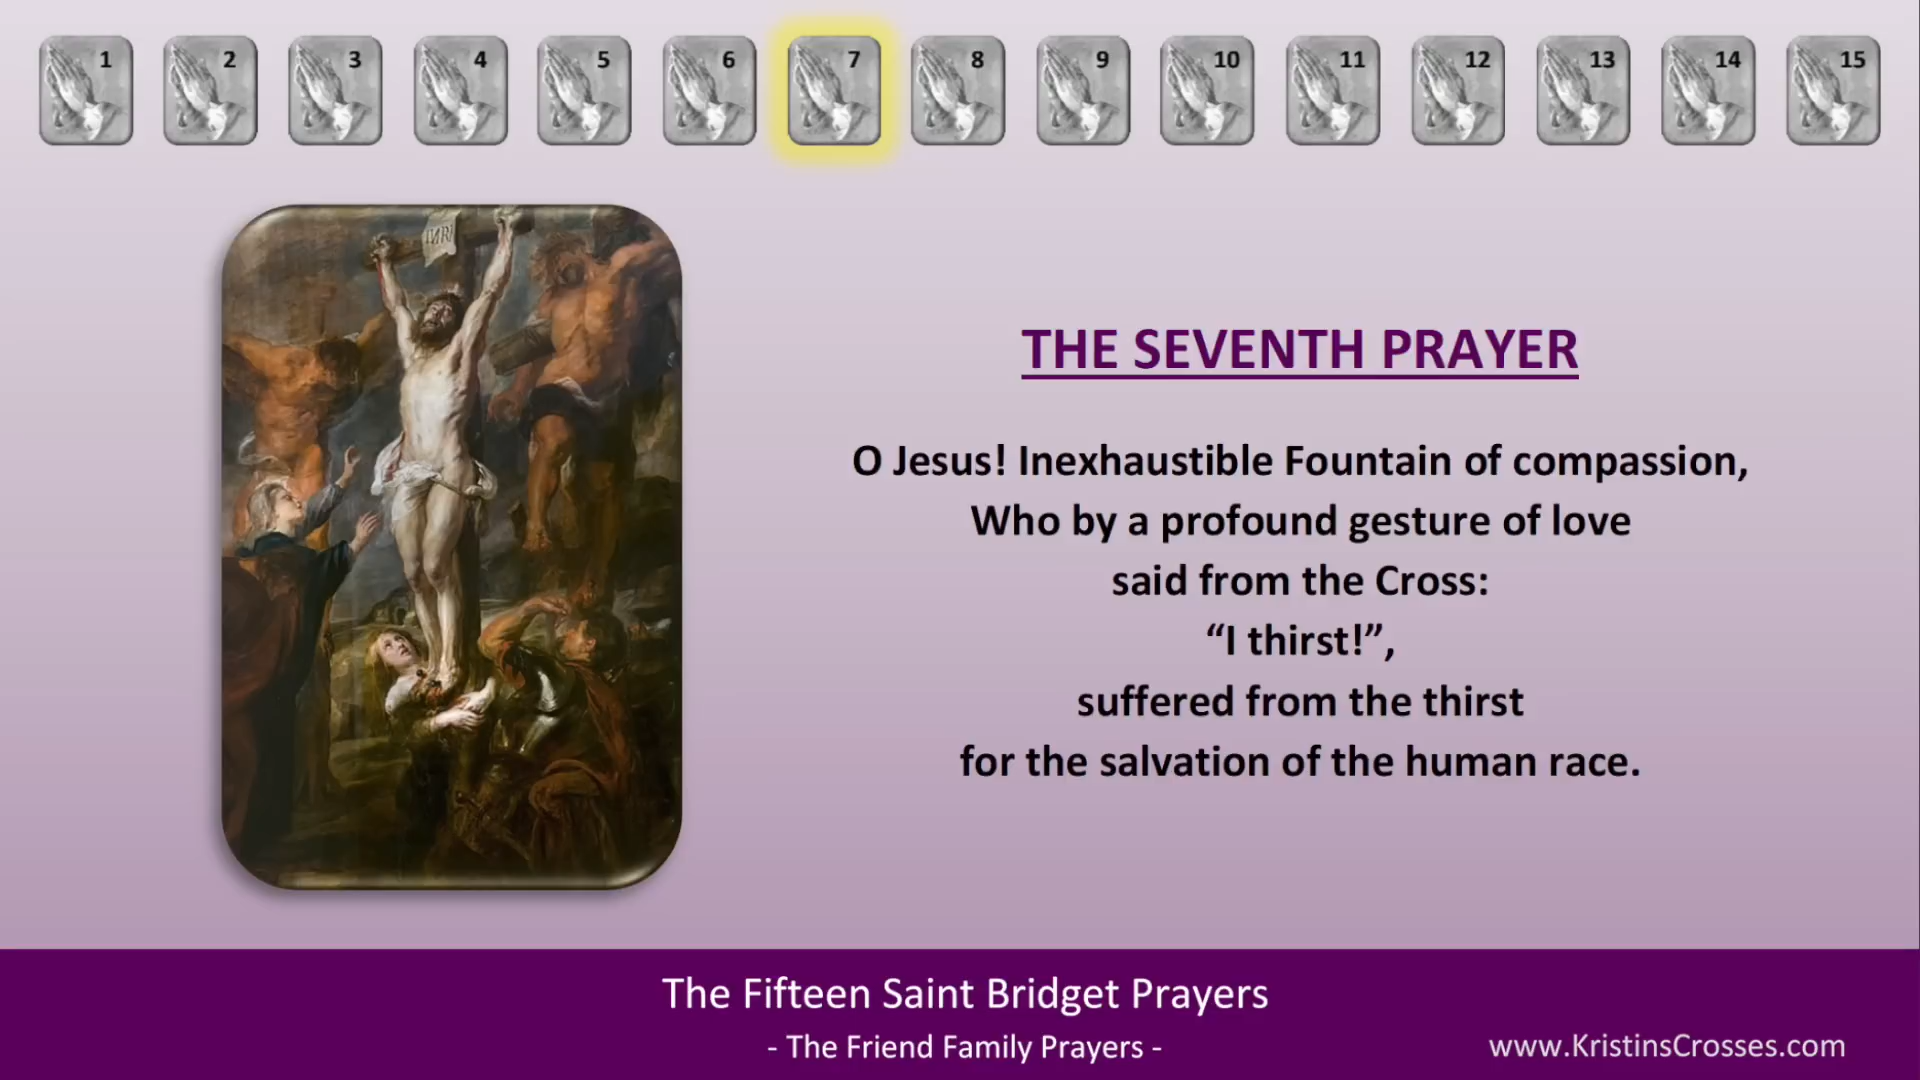 1 2 3 4 5 6 7 8 9 10 11 12 13 14 15
INRI
THE SEVENTH PRAYER
O Jesus! Inexhaustible Fountain of compassion,
Who by a profound gesture of love
said from the Cross:
“I thirst!”,
suffered from the thirst
for the salvation of the human race.
The Fifteen Saint Bridget Prayers
- The Friend Family Prayers -
www.KristinsCrosses.com